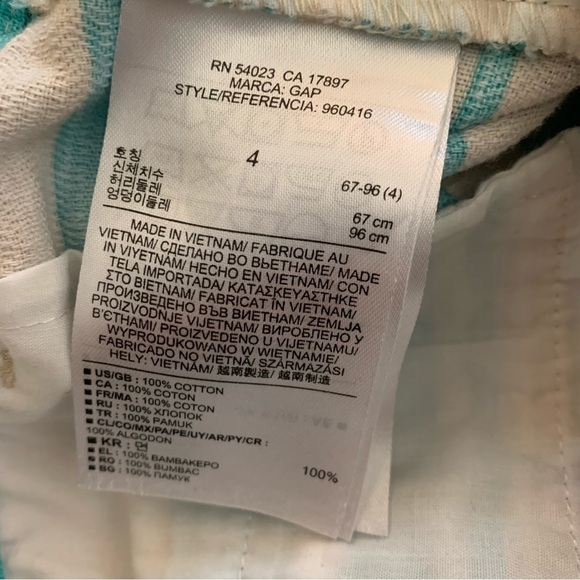 RN 54023 CA 17897
MARCA: GAP
STYLE/REFERENCIA: 960416
4
호칭 67-96 (4)
신체치수
허리둘레 67 cm
엉덩이둘레 96 cm
MADE IN VIETNAM/ FABRIQUE AU
VIETNAM/ СДЕЛАНО ВО ВЬЕТНАМЕ/ MADE
IN VIYETNAM/ HECHO EN VIETNAM/ CON
TELA IMPORTADA/ ΚΑΤΑΣΚΕΥΑΣΤΗΚΕ
ΣΤΟ ΒΙΕΤΝΑΜ/ FABRICAT ÎN VIETNAM/
ПРОИЗВЕДЕНО ВЪВ ВИЕТНАМ/ ZEMLJA
PROIZVODNJE VIJETNAM/ ВИРОБЛЕНО У
В'ЄТНАМІ/ PROIZVEDENO U VIJETNAMU/
WYPRODUKOWANO W WIETNAMIE/
FABRICADO NO VIETNÃ/ SZÁRMAZÁSI
HELY: VIETNÁM/ 越南製造/ 越南制造
■ US/GB : 100% COTTON
■ CA : 100% COTON
■ FR/MA : 100% COTON
■ RU : 100% ХЛОПОК
■ TR : 100% PAMUK
■ CL/CO/MX/PA/PE/UY/AR/PY/CR :
100% ALGODON
■ KR : 면 100%
■ EL : 100% ΒΑΜΒΑΚΕΡΟ
■ RO : 100% BUMBAC
■ BG : 100% ПАМУК